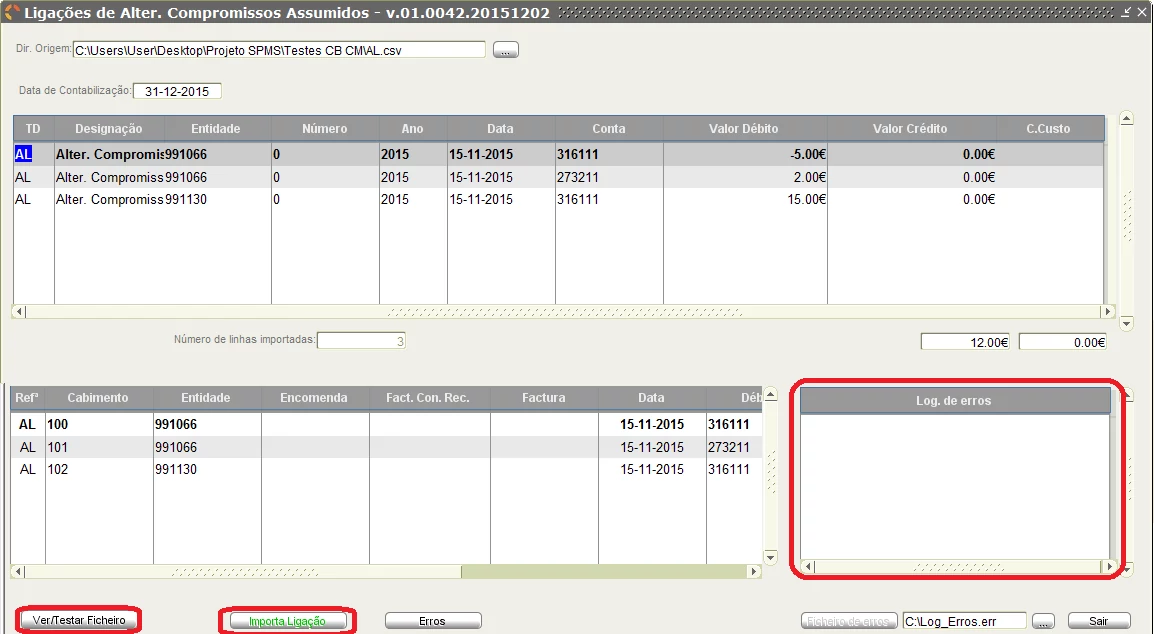 Ligações de Alter. Compromissos Assumidos - v.01.0042.20151202
Dir. Origem: C:\Users\User\Desktop\Projeto SPMS\Testes CB CM\AL.csv ...
Data de Contabilização: 31-12-2015
TD Designação Entidade Número Ano Data Conta Valor Débito Valor Crédito C.Custo
AL Alter. Compromis 991066 0 2015 15-11-2015 316111 -5.00€ 0.00€
AL Alter. Compromiss 991066 0 2015 15-11-2015 273211 2.00€ 0.00€
AL Alter. Compromiss 991130 0 2015 15-11-2015 316111 15.00€ 0.00€
Número de linhas importadas: 3 12.00€ 0.00€
Refª Cabimento Entidade Encomenda Fact. Con. Rec. Factura Data Déb Log. de erros
AL 100 991066 15-11-2015 316111
AL 101 991066 15-11-2015 273211
AL 102 991130 15-11-2015 316111
Ver/Testar Ficheiro Importa Ligação Erros Ficheiro de erros C:\Log_Erros.err ... Sair